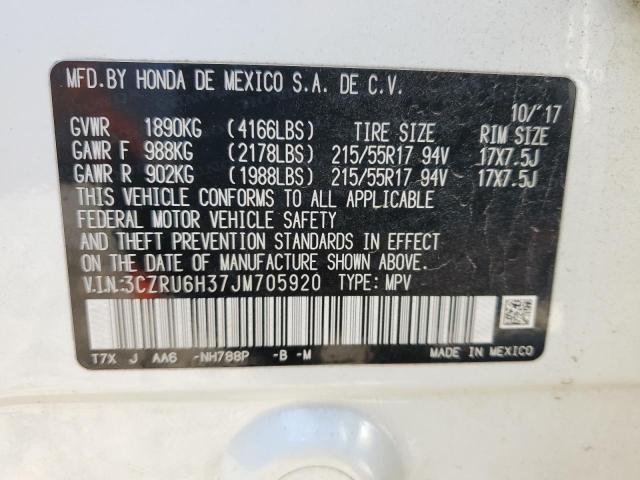 MFD.BY HONDA DE MEXICO S.A. DE C.V.
10/'17
GVWR 1890KG (4166LBS) TIRE SIZE RIM SIZE
GAWR F 988KG (2178LBS) 215/55R17 94V 17X7.5J
GAWR R 902KG (1988LBS) 215/55R17 94V 17X7.5J
THIS VEHICLE CONFORMS TO ALL APPLICABLE
FEDERAL MOTOR VEHICLE SAFETY
AND THEFT PREVENTION STANDARDS IN EFFECT
ON THE DATE OF MANUFACTURE SHOWN ABOVE.
V.I.N.:3CZRU6H37JM705920 TYPE: MPV
T7X J AA6 -NH788P -B -M MADE IN MEXICO